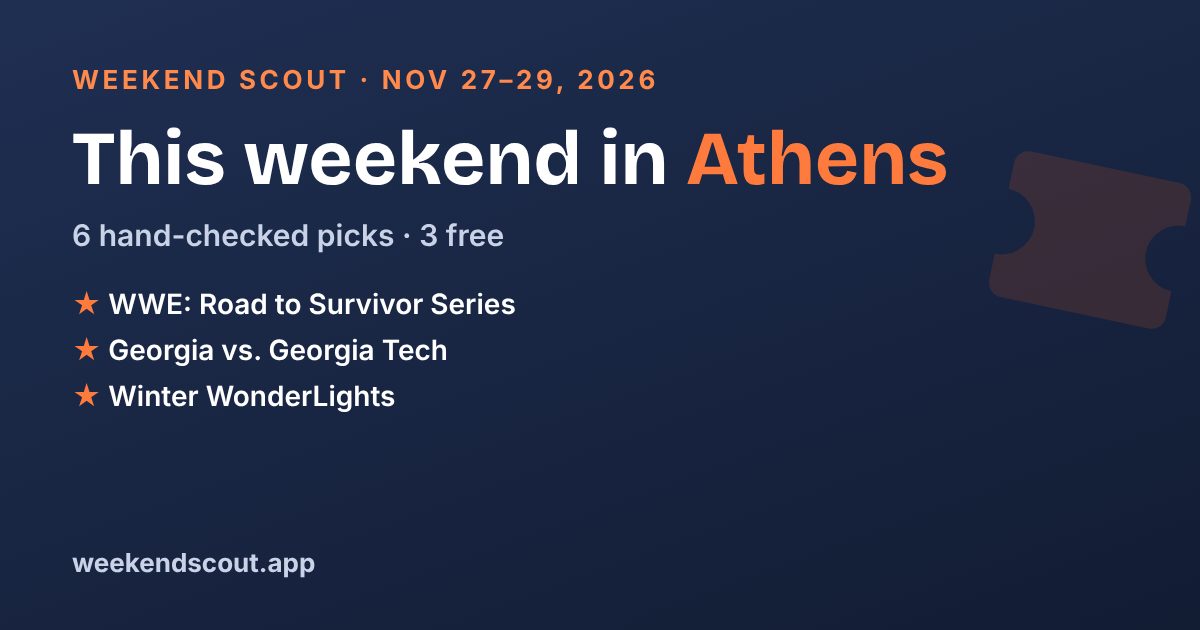 WEEKEND SCOUT · NOV 27–29, 2026
This weekend in Athens
6 hand-checked picks · 3 free
★ WWE: Road to Survivor Series
★ Georgia vs. Georgia Tech
★ Winter WonderLights
weekendscout.app